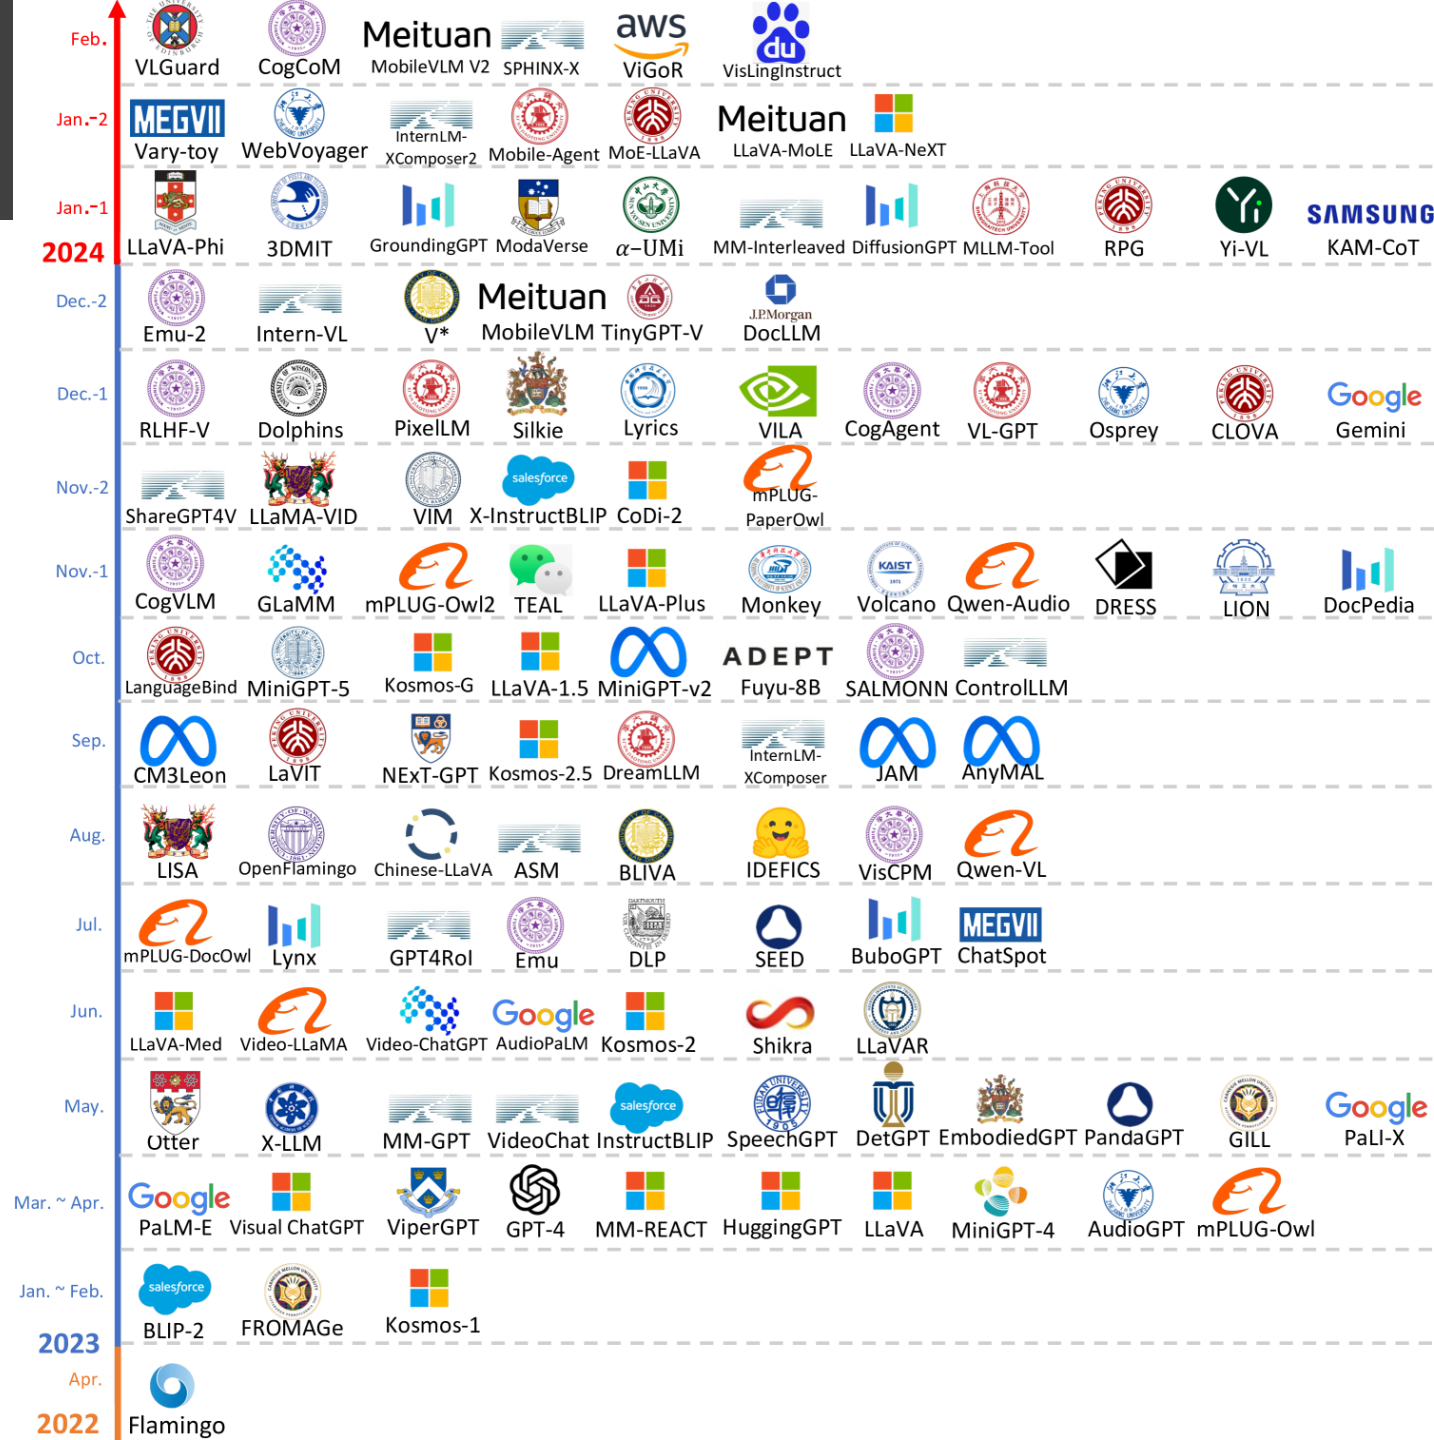 Feb.
Meituan
aws
du
VLGuard
CogCoM
MobileVLM V2
SPHINX-X
ViGoR
VisLingInstruct
Jan.-2
MEGVII
Meituan
Vary-toy
WebVoyager
InternLM-
XComposer2
Mobile-Agent
MoE-LLaVA
LLaVA-MoLE
LLaVA-NeXT
Jan.-1
2024
Yi
SAMSUNG
LLaVA-Phi
3DMIT
GroundingGPT
ModaVerse
α-UMi
MM-Interleaved
DiffusionGPT
MLLM-Tool
RPG
Yi-VL
KAM-CoT
Dec.-2
Meituan
J.P.Morgan
Emu-2
Intern-VL
V*
MobileVLM
TinyGPT-V
DocLLM
Dec.-1
Google
RLHF-V
Dolphins
PixelLM
Silkie
Lyrics
VILA
CogAgent
VL-GPT
Osprey
CLOVA
Gemini
Nov.-2
salesforce
ShareGPT4V
LLaMA-VID
VIM
X-InstructBLIP
CoDi-2
mPLUG-
PaperOwl
Nov.-1
KAIST
CogVLM
GLaMM
mPLUG-Owl2
TEAL
LLaVA-Plus
Monkey
Volcano
Qwen-Audio
DRESS
LION
DocPedia
Oct.
ADEPT
LanguageBind
MiniGPT-5
Kosmos-G
LLaVA-1.5
MiniGPT-v2
Fuyu-8B
SALMONN
ControlLLM
Sep.
CM3Leon
LaVIT
NExT-GPT
Kosmos-2.5
DreamLLM
InternLM-
XComposer
JAM
AnyMAL
Aug.
LISA
OpenFlamingo
Chinese-LLaVA
ASM
BLIVA
IDEFICS
VisCPM
Qwen-VL
Jul.
MEGVII
mPLUG-DocOwl
Lynx
GPT4RoI
Emu
DLP
SEED
BuboGPT
ChatSpot
Jun.
Google
LLaVA-Med
Video-LLaMA
Video-ChatGPT
AudioPaLM
Kosmos-2
Shikra
LLaVAR
May.
salesforce
FUDAN UNIVERSITY
1905
Google
Otter
X-LLM
MM-GPT
VideoChat
InstructBLIP
SpeechGPT
DetGPT
EmbodiedGPT
PandaGPT
GILL
PaLI-X
Mar. ~ Apr.
Google
PaLM-E
Visual ChatGPT
ViperGPT
GPT-4
MM-REACT
HuggingGPT
LLaVA
MiniGPT-4
AudioGPT
mPLUG-Owl
Jan. ~ Feb.
salesforce
BLIP-2
FROMAGe
Kosmos-1
2023
Apr.
2022
Flamingo